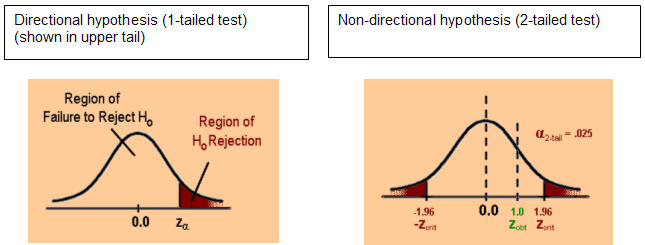 Directional hypothesis (1-tailed test)
(shown in upper tail)
Non-directional hypothesis (2-tailed test)
Region of
Failure to Reject Ho
Region of
Ho Rejection
0.0 Zα
α2-tail = .025
-1.96 0.0 1.0 1.96
-Zcrit Zobt Zcrit